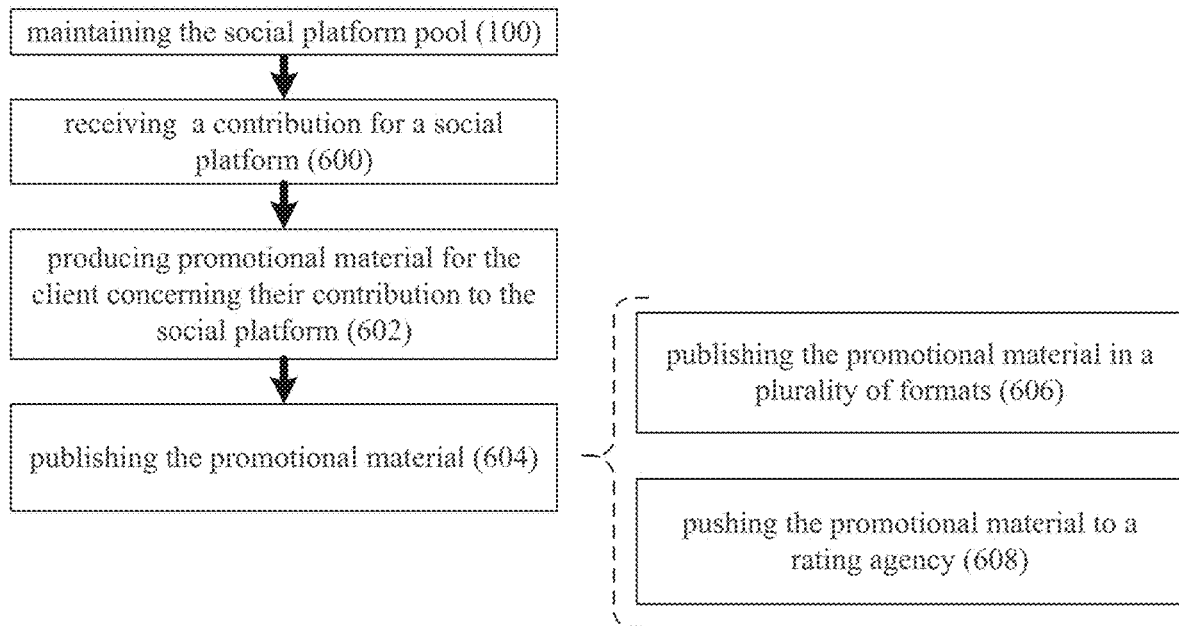 maintaining the social platform pool (100)
receiving a contribution for a social
platform (600)
producing promotional material for the
client concerning their contribution to the
social platform (602)
publishing the promotional material (604)
publishing the promotional material in a
plurality of formats (606)
pushing the promotional material to a
rating agency (608)